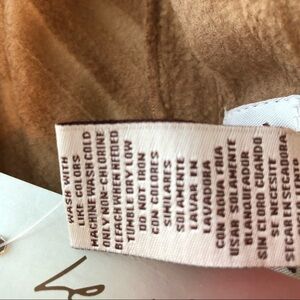 WASH WITH
LIKE COLORS
MACHINE WASH COLD
ONLY NON-CHLORINE
BLEACH WHEN NEEDED
TUMBLE DRY LOW
DO NOT IRON
CON COLORES
SIMILARES
SOLAMENTE
LAVAR EN
LAVADORA
CON AGUA FRIA
USAR SOLAMENTE
BLANQUEADOR
SIN CLORO CUANDO
SE NECESITE
SECAR EN SECADORA